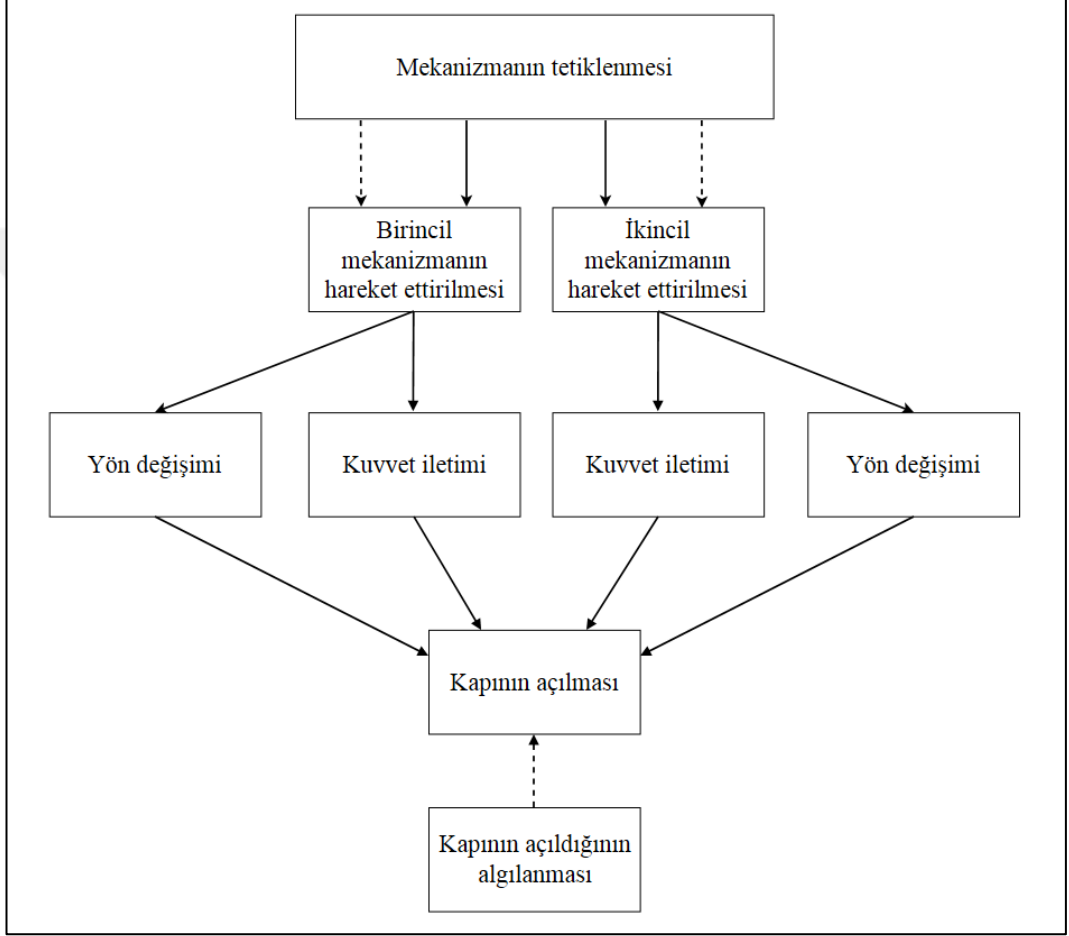 Mekanizmanın tetiklenmesi
Birincil
mekanizmanın
hareket ettirilmesi
İkincil
mekanizmanın
hareket ettirilmesi
Yön değişimi
Kuvvet iletimi
Kuvvet iletimi
Yön değişimi
Kapının açılması
Kapının açıldığının
algılanması